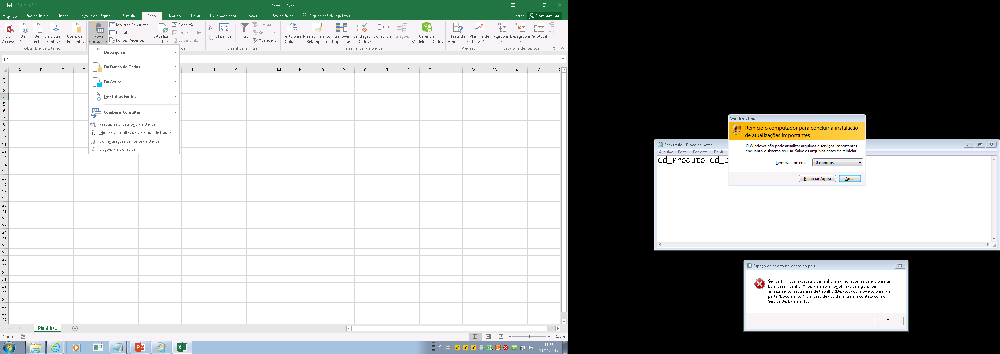 Pasta1 - Excel
Arquivo Página Inicial Inserir Layout da Página Fórmulas Dados Revisão Exibir Desenvolvedor Power BI Power Pivot O que você deseja fazer... Entrar Compartilhar
Do Access
Da Web
De Texto
De Outras Fontes
Conexões Existentes
Obter Dados Externos
Nova Consulta
Mostrar Consultas
Da Tabela
Fontes Recentes
Atualizar Tudo
Conexões
Propriedades
Editar Links
xões
Classificar
Filtro
Limpar
Reaplicar
Avançado
Classificar e Filtrar
Texto para Colunas
Preenchimento Relâmpago
Remover Duplicatas
Validação de Dados
Consolidar
Relações
Gerenciar Modelo de Dados
Ferramentas de Dados
Teste de Hipóteses
Planilha de Previsão
Previsão
Agrupar
Desagrupar
Subtotal
Estrutura de Tópicos
F4
Do Arquivo
Do Banco de Dados
Do Azure
De Outras Fontes
Combinar Consultas
Pesquisa no Catálogo de Dados
Minhas Consultas de Catálogo de Dados
Configurações de Fonte de Dados...
Opções de Consulta
A B C D I J K L M N O P Q R S T U V W X Y Z
1
2
3
4
5
6
7
8
9
10
11
12
13
14
15
16
17
18
19
20
21
22
23
24
25
26
27
28
29
30
31
32
33
34
35
36
37
Planilha1
Pronto
100%
PT
11:55
14/11/2017
Windows Update
Reinicie o computador para concluir a instalação
de atualizações importantes
O Windows não pode atualizar arquivos e serviços importantes
enquanto o sistema os usa. Salve os arquivos antes de reiniciar.
Lembrar-me em: 10 minutos
Reiniciar Agora Adiar
Sem título - Bloco de notas
Arquivo Editar Formatar Exibir
Cd_Produto Cd_D
Espaço de armazenamento do perfil
Seu perfil móvel excedeu o tamanho máximo recomendando para um
bom desempenho. Antes de efetuar logoff, exclua alguns itens
armazenados na sua área de trabalho (Desktop) ou mova-os para sua
pasta "Documentos". Em caso de dúvida, entre em contato com o
Service Desk (ramal 150).
OK